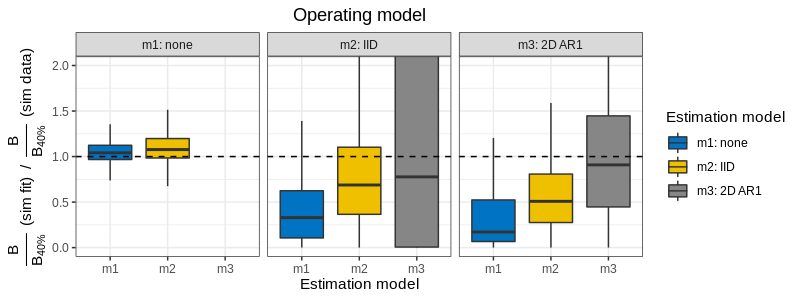 Operating model
m1: none
m2: IID
m3: 2D AR1
B/B40% (sim fit) / B/B40% (sim data)
2.0
1.5
1.0
0.5
0.0
m1 m2 m3
m1 m2 m3
m1 m2 m3
Estimation model
Estimation model
m1: none
m2: IID
m3: 2D AR1